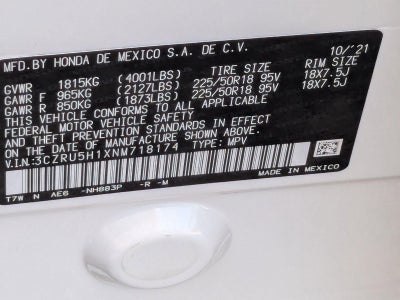 MFD.BY HONDA DE MEXICO S.A. DE C.V. 10/'21
TIRE SIZE RIM SIZE
GVWR 1815KG (4001LBS)
GAWR F 965KG (2127LBS) 225/50R18 95V 18X7.5J
GAWR R 850KG (1873LBS) 225/50R18 95V 18X7.5J
THIS VEHICLE CONFORMS TO ALL APPLICABLE
FEDERAL MOTOR VEHICLE SAFETY
AND THEFT PREVENTION STANDARDS IN EFFECT
ON THE DATE OF MANUFACTURE SHOWN ABOVE.
V.I.N:3CZRU5H1XNM718174 TYPE: MPV
T7W N AE6 -NH883P -R -M
MADE IN MEXICO